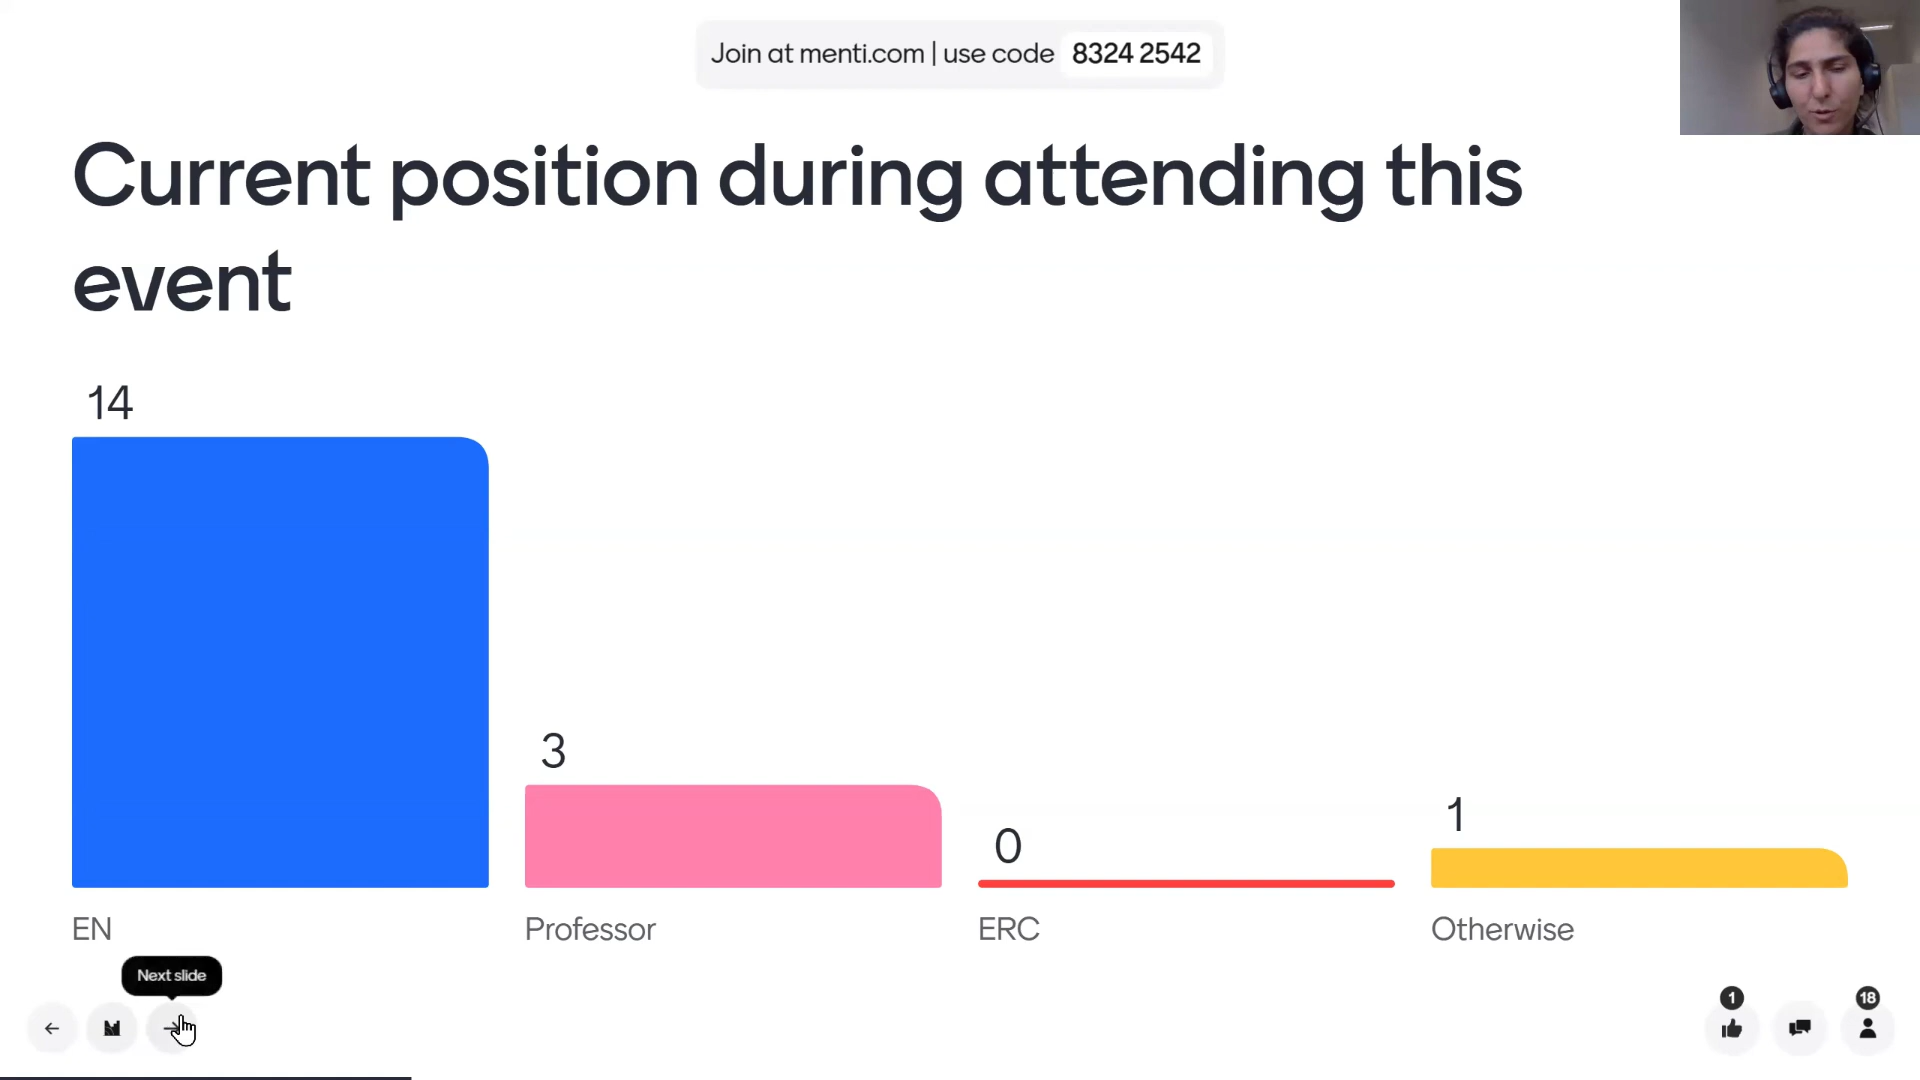 Join at menti.com | use code 8324 2542
Current position during attending this
event
14
3
0
1
EN
Professor
ERC
Otherwise
Next slide
1
18